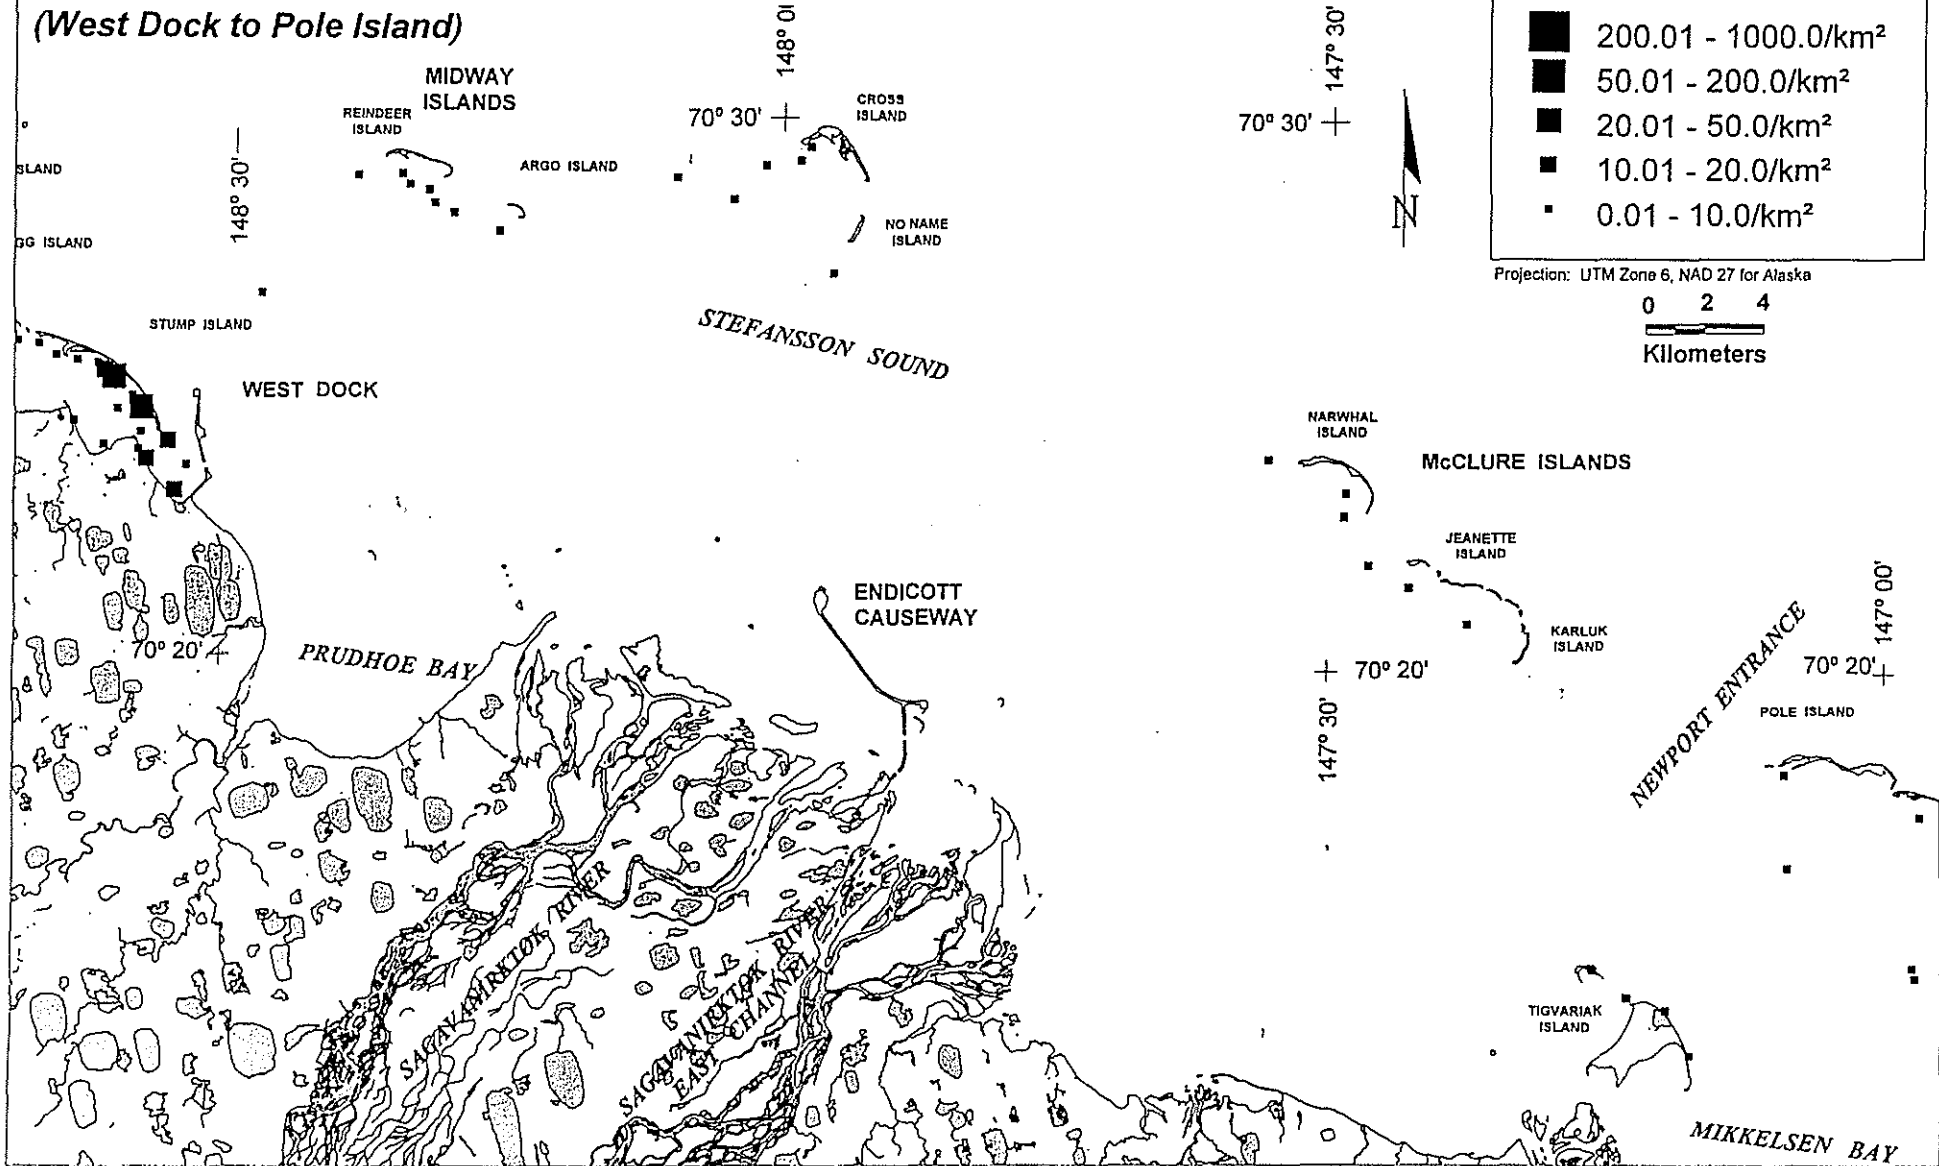 (West Dock to Pole Island)
148° 0
147° 30'
200.01 - 1000.0/km²
50.01 - 200.0/km²
20.01 - 50.0/km²
10.01 - 20.0/km²
0.01 - 10.0/km²
Projection: UTM Zone 6, NAD 27 for Alaska
0 2 4
Kilometers
N
MIDWAY
ISLANDS
REINDEER
ISLAND
ARGO ISLAND
70° 30'
CROSS
ISLAND
70° 30'
SLAND
148° 30'
GG ISLAND
NO NAME
ISLAND
STUMP ISLAND
STEFANSSON SOUND
WEST DOCK
NARWHAL
ISLAND
McCLURE ISLANDS
JEANETTE
ISLAND
ENDICOTT
CAUSEWAY
KARLUK
ISLAND
147° 00'
70° 20'
PRUDHOE BAY
70° 20'
70° 20'
147° 30'
NEWPORT ENTRANCE
POLE ISLAND
SAGAVANIRKTOK RIVER
SAGAVANIRKTOK RIVER
EAST CHANNEL
TIGVARIAK
ISLAND
MIKKELSEN BAY